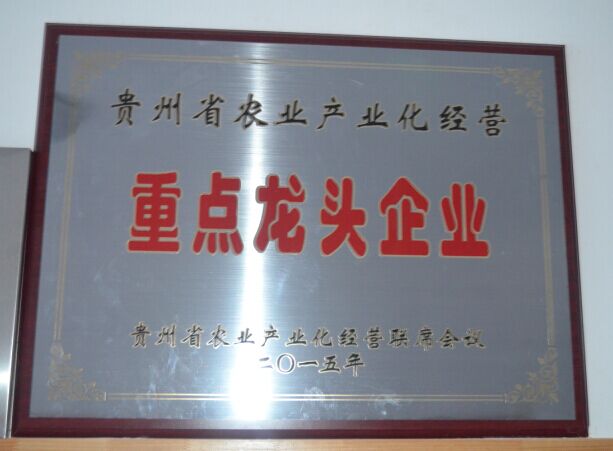 贵州省农业产业化经营
重点龙头企业
贵州省农业产业化经营联席会议
二〇一五年